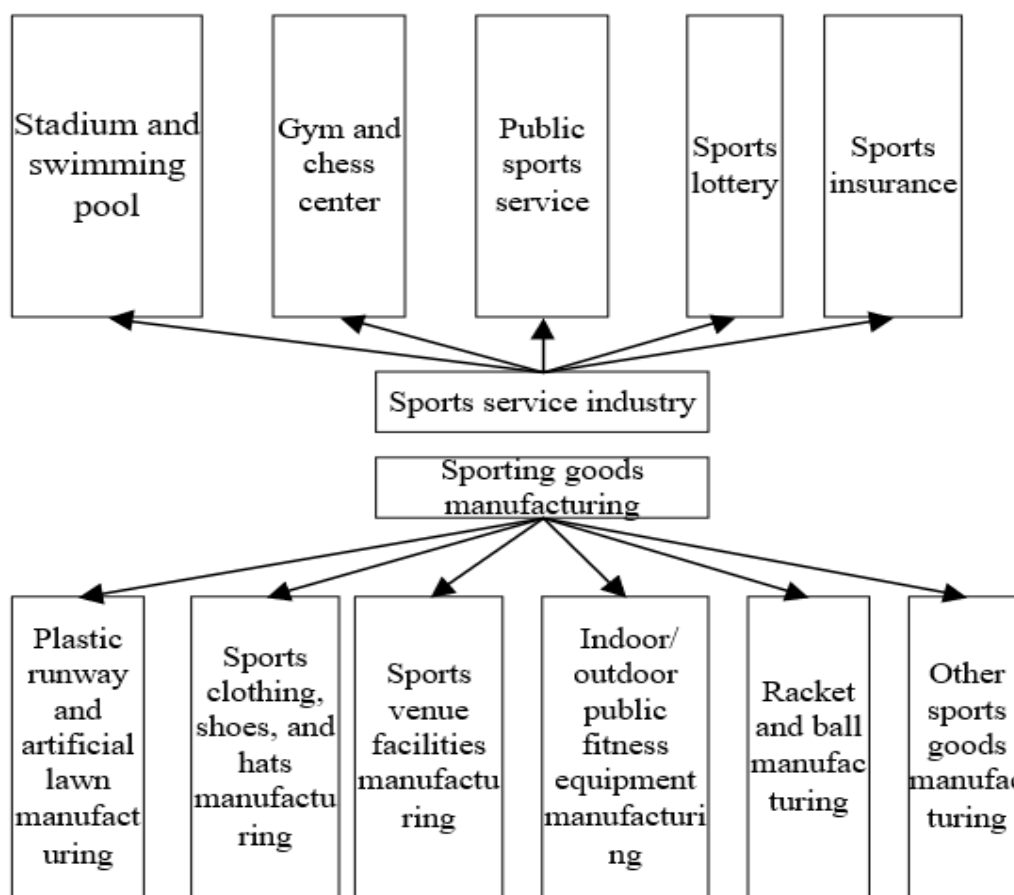 Stadium and
swimming
pool
Gym and
chess
center
Public
sports
service
Sports
lottery
Sports
insurance
Sports service industry
Sporting goods
manufacturing
Plastic
runway
and
artificial
lawn
manufact
uring
Sports
clothing,
shoes, and
hats
manufactu
ring
Sports
venue
facilities
manufactu
ring
Indoor/
outdoor
public
fitness
equipment
manufacturi
ng
Racket
and ball
manufac
turing
Other
sports
goods
manufac
turing